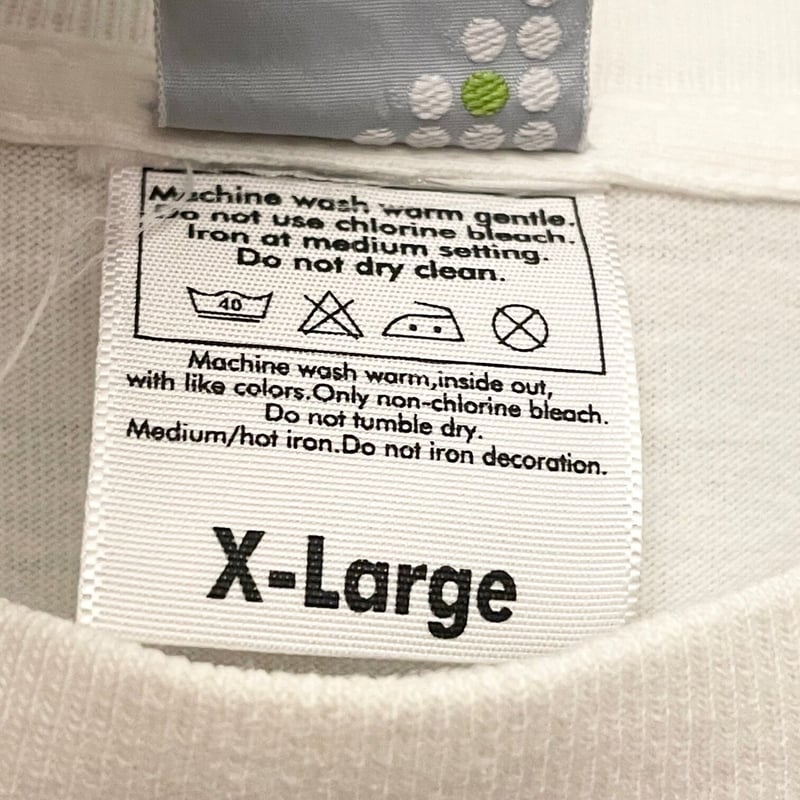 Machine wash, warm gentle.
Do not use chlorine bleach.
Iron at medium setting.
Do not dry clean.
40
Machine wash warm,inside out,
with like colors.Only non-chlorine bleach.
Do not tumble dry.
Medium/hot iron.Do not iron decoration.
X-Large